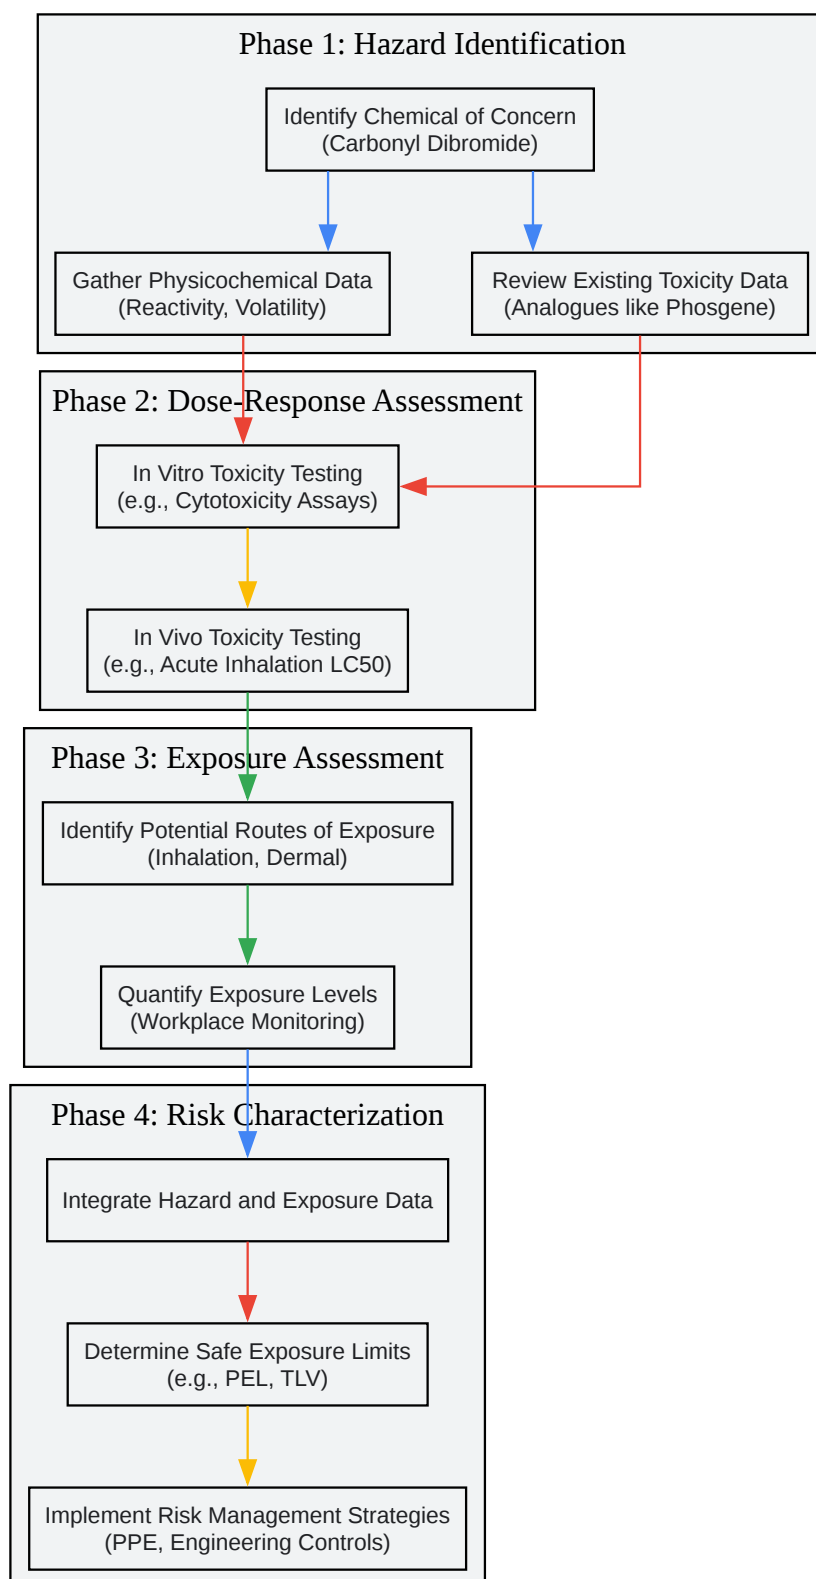 Phase 1: Hazard Identification
Identify Chemical of Concern
(Carbonyl Dibromide)
Gather Physicochemical Data
(Reactivity, Volatility)
Review Existing Toxicity Data
(Analogues like Phosgene)
Phase 2: Dose-Response Assessment
In Vitro Toxicity Testing
(e.g., Cytotoxicity Assays)
In Vivo Toxicity Testing
(e.g., Acute Inhalation LC50)
Phase 3: Exposure Assessment
Identify Potential Routes of Exposure
(Inhalation, Dermal)
Quantify Exposure Levels
(Workplace Monitoring)
Phase 4: Risk Characterization
Integrate Hazard and Exposure Data
Determine Safe Exposure Limits
(e.g., PEL, TLV)
Implement Risk Management Strategies
(PPE, Engineering Controls)